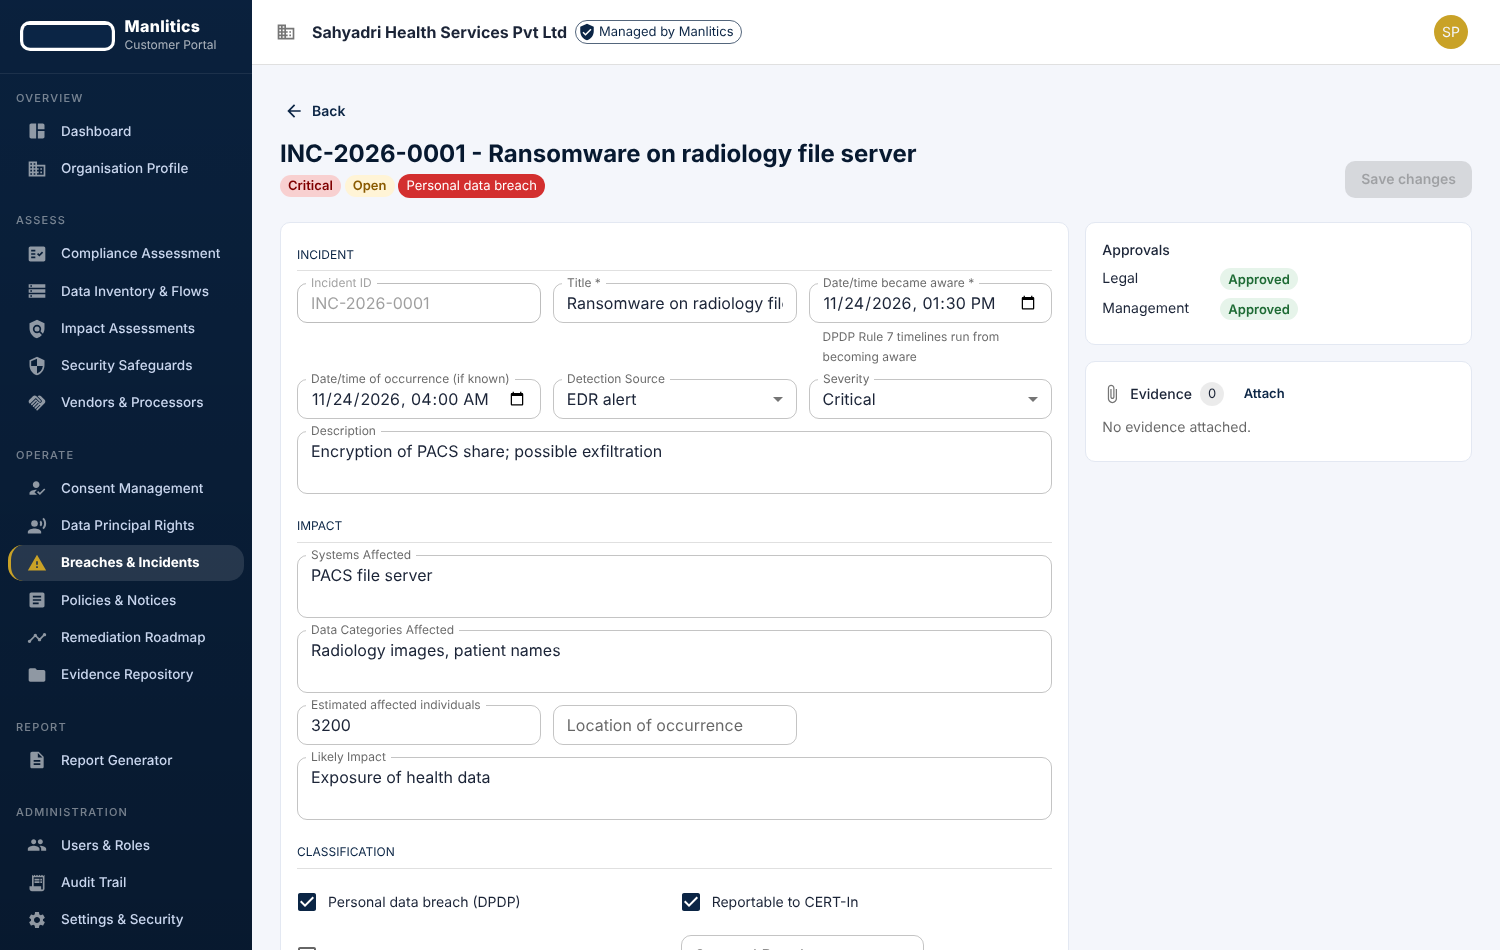 Manlitics
Customer Portal
OVERVIEW
Dashboard
Organisation Profile
ASSESS
Compliance Assessment
Data Inventory & Flows
Impact Assessments
Security Safeguards
Vendors & Processors
OPERATE
Consent Management
Data Principal Rights
Breaches & Incidents
Policies & Notices
Remediation Roadmap
Evidence Repository
REPORT
Report Generator
ADMINISTRATION
Users & Roles
Audit Trail
Settings & Security
Sahyadri Health Services Pvt Ltd
Managed by Manlitics
SP
Back
INC-2026-0001 - Ransomware on radiology file server
Critical Open Personal data breach
Save changes
INCIDENT
Incident ID
INC-2026-0001
Title *
Ransomware on radiology fil
Date/time became aware *
11/24/2026, 01:30 PM
DPDP Rule 7 timelines run from
becoming aware
Date/time of occurrence (if known)
11/24/2026, 04:00 AM
Detection Source
EDR alert
Severity
Critical
Description
Encryption of PACS share; possible exfiltration
IMPACT
Systems Affected
PACS file server
Data Categories Affected
Radiology images, patient names
Estimated affected individuals
3200
Location of occurrence
Likely Impact
Exposure of health data
CLASSIFICATION
Personal data breach (DPDP)
Reportable to CERT-In
Approvals
Legal Approved
Management Approved
Evidence 0 Attach
No evidence attached.